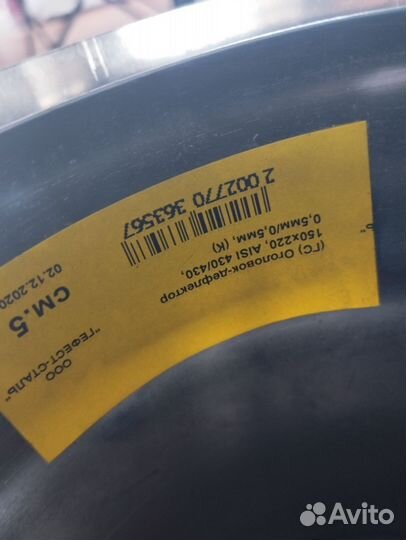 2 002770 363567
(ГС) Оголовок-дефлектор
150х220, AISI 430/430,
0,5мм/0,5мм, (К)
02.12.2020
СМ.5
ООО
"ГЕФЕСТ-СТАЛЬ"
Ь"
Avito